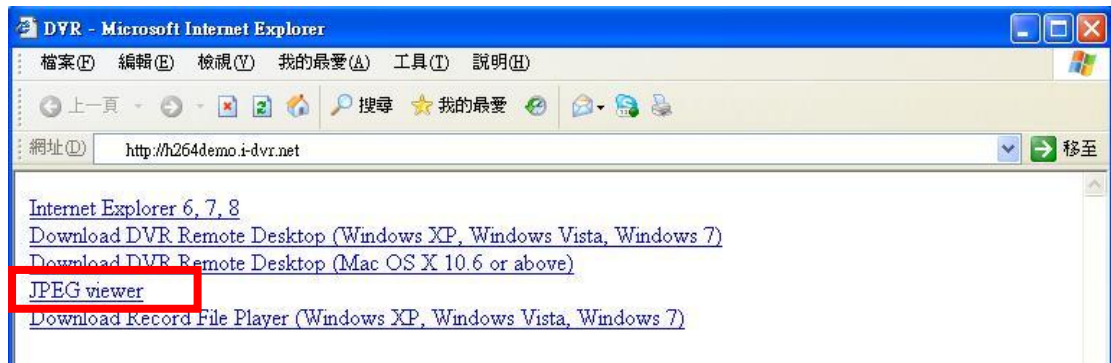 DVR - Microsoft Internet Explorer
檔案(F) 編輯(E) 檢視(V) 我的最愛(A) 工具(T) 說明(H)
上一頁 搜尋 我的最愛
網址(D) http://h264demo.i-dvr.net 移至
Internet Explorer 6, 7, 8
Download DVR Remote Desktop (Windows XP, Windows Vista, Windows 7)
Download DVR Remote Desktop (Mac OS X 10.6 or above)
JPEG viewer
Download Record File Player (Windows XP, Windows Vista, Windows 7)